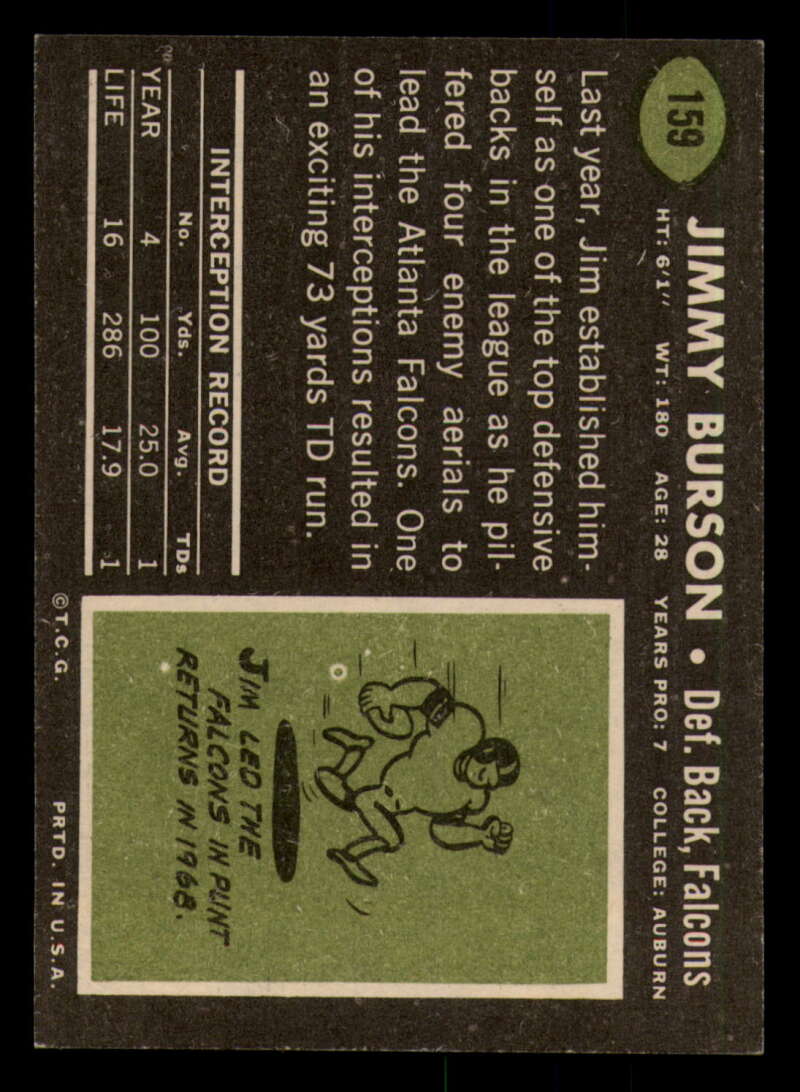 159
JIMMY BURSON • Def. Back, Falcons
HT: 6'1" WT: 180 AGE: 28 YEARS PRO: 7 COLLEGE: AUBURN
Last year, Jim established him-
self as one of the top defensive
backs in the league as he pil-
fered four enemy aerials to
lead the Atlanta Falcons. One
of his interceptions resulted in
an exciting 73 yards TD run.
INTERCEPTION RECORD
No. Yds. Avg. TDs
YEAR 4 100 25.0 1
LIFE 16 286 17.9 1
JIM LED THE
FALCONS IN PUNT
RETURNS IN 1968.
©T.C.G. PRTD. IN U.S.A.